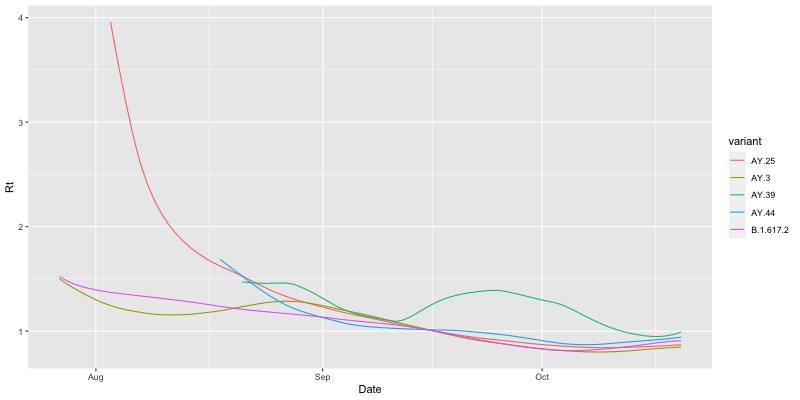 4
3
2
1
Rt
Aug
Sep
Oct
Date
variant
AY.25
AY.3
AY.39
AY.44
B.1.617.2